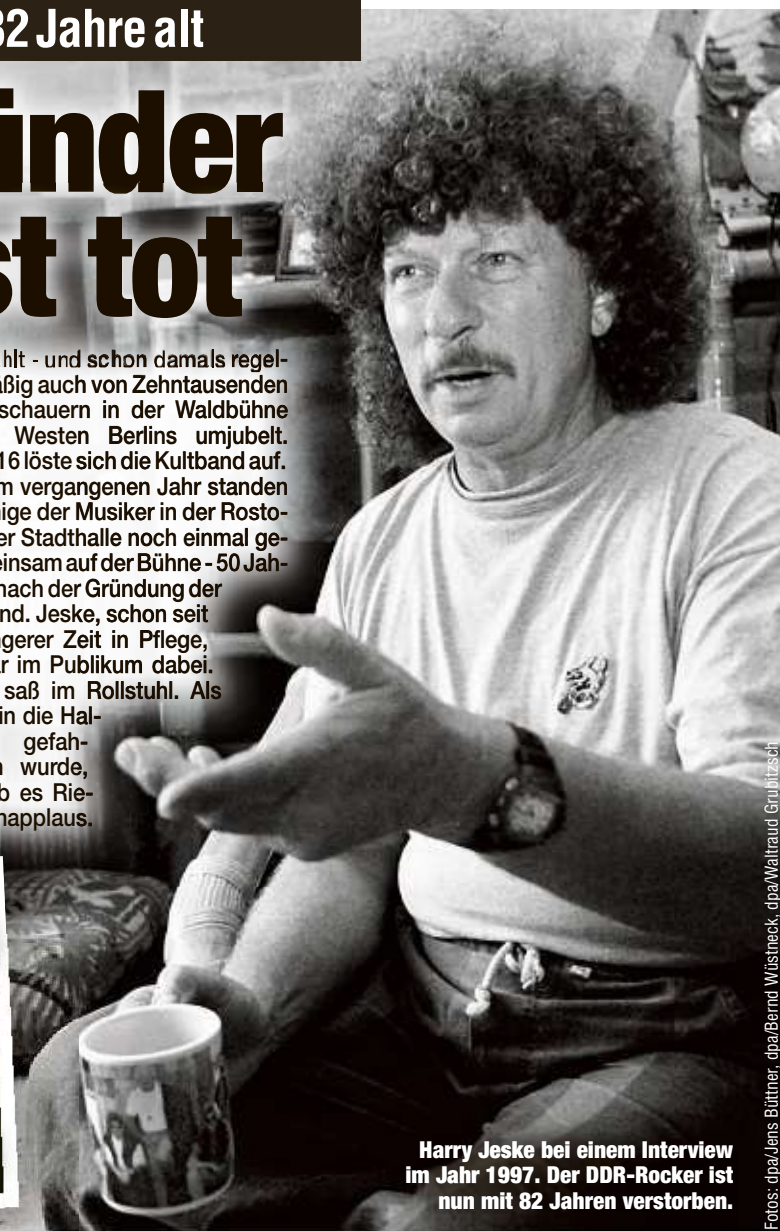 32 Jahre alt
ünder
st tot
hlt - und schon damals regel-
äßig auch von Zehntausenden
schauern in der Waldbühne
Westen Berlins umjubelt.
16 löste sich die Kultband auf.
m vergangenen Jahr standen
nige der Musiker in der Rosto-
er Stadthalle noch einmal ge-
einsam auf der Bühne - 50 Jah-
nach der Gründung der
nd. Jeske, schon seit
ngerer Zeit in Pflege,
ar im Publikum dabei.
saß im Rollstuhl. Als
in die Hal-
gefah-
n wurde,
b es Rie-
napplaus.
Harry Jeske bei einem Interview
im Jahr 1997. Der DDR-Rocker ist
nun mit 82 Jahren verstorben.
Fotos: dpa/Jens Büttner, dpa/Bernd Wüstneck, dpa/Waltraud Grubitzsch